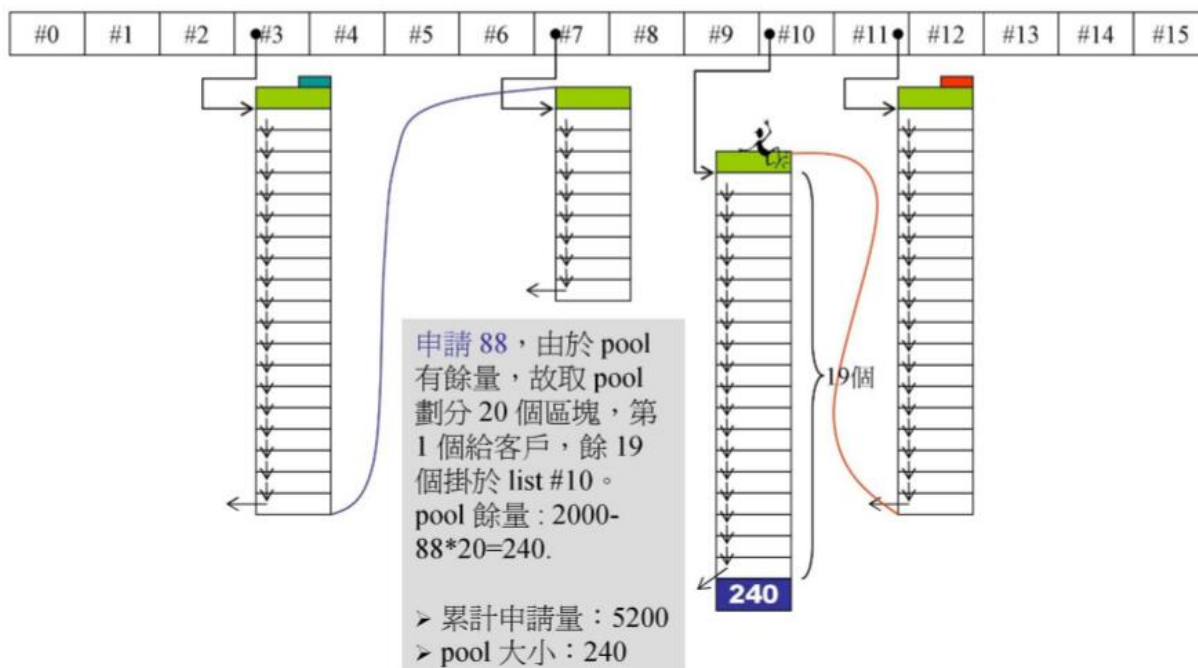 #0 #1 #2 #3 #4 #5 #6 #7 #8 #9 #10 #11 #12 #13 #14 #15
19個
申請 88，由於 pool
有餘量，故取 pool
劃分 20 個區塊，第
1 個給客戶，餘 19
個掛於 list #10。
pool 餘量 : 2000-
88*20=240.
➢ 累計申請量：5200
➢ pool 大小：240
240